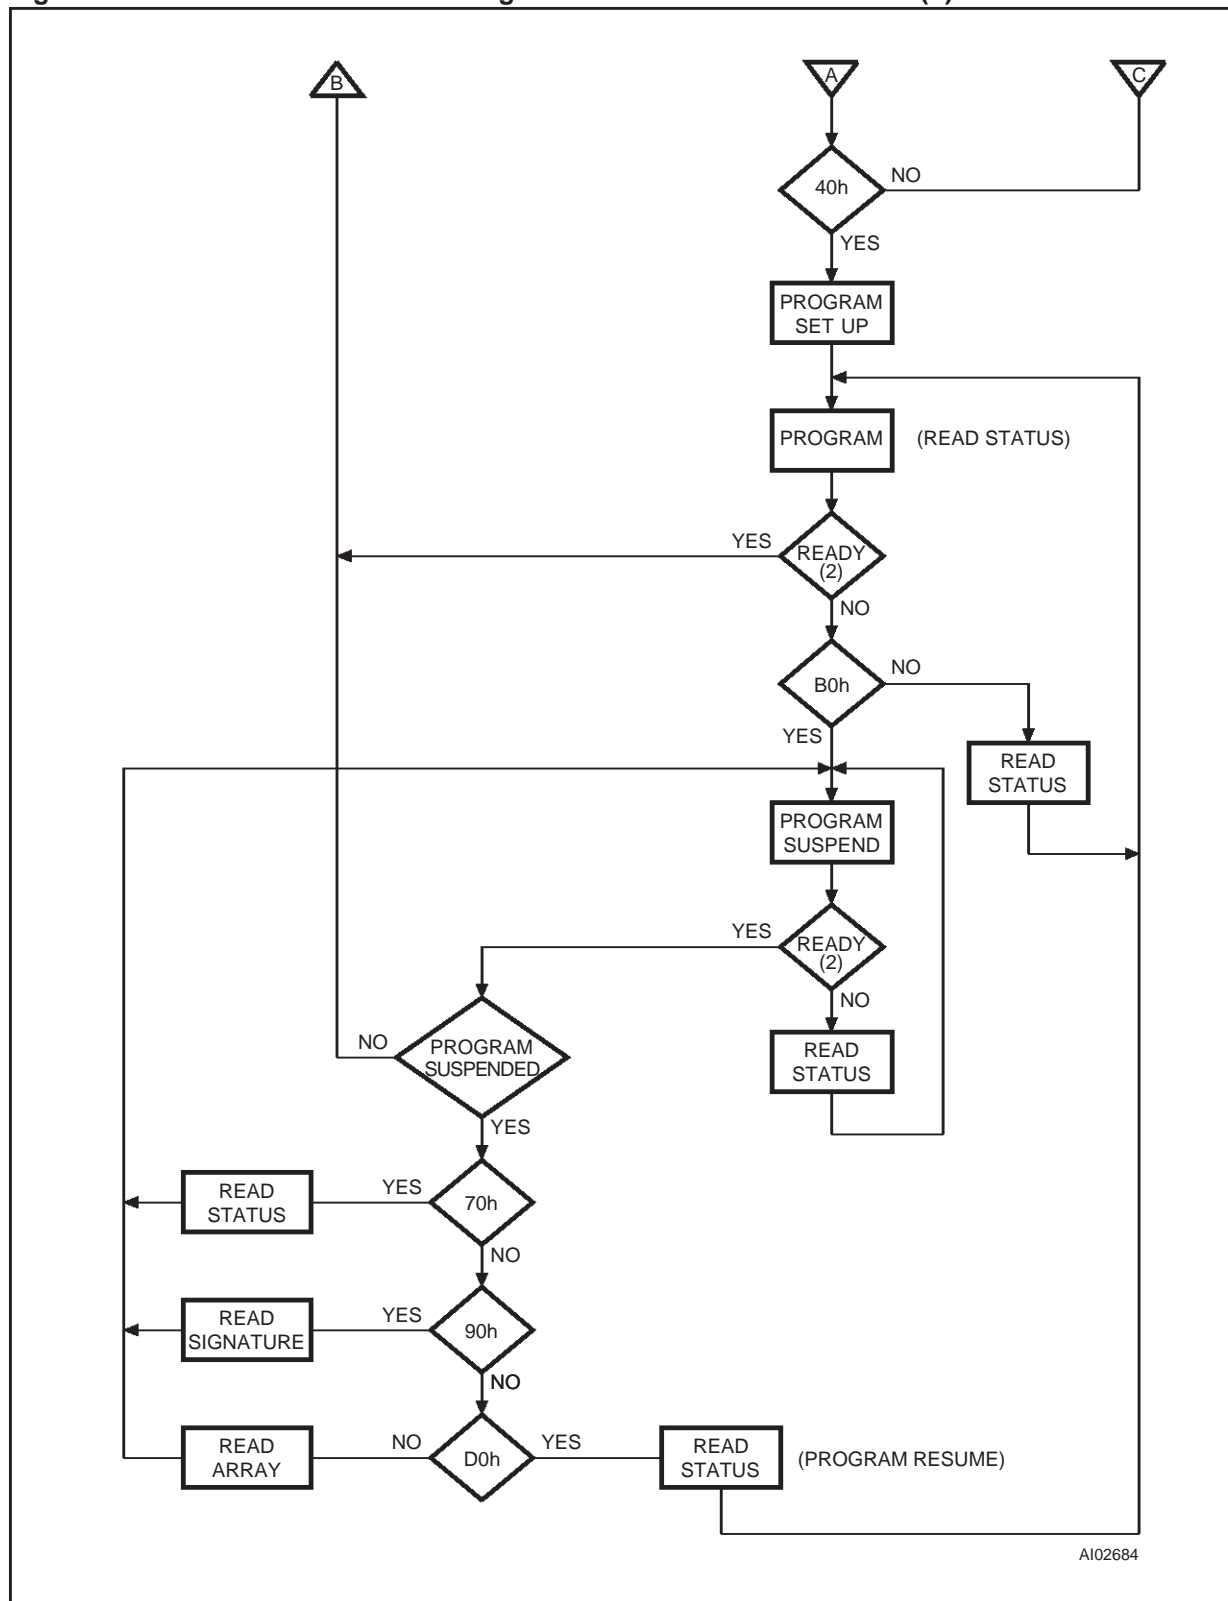 B
A
C
40h
NO
YES
PROGRAM
SET UP
PROGRAM
(READ STATUS)
YES
READY
(2)
NO
B0h
NO
YES
READ
STATUS
PROGRAM
SUSPEND
YES
READY
(2)
NO
NO
PROGRAM
SUSPENDED
READ
STATUS
YES
READ
STATUS
YES
70h
NO
READ
SIGNATURE
YES
90h
NO
READ
ARRAY
NO
D0h
YES
READ
STATUS
(PROGRAM RESUME)
AI02684